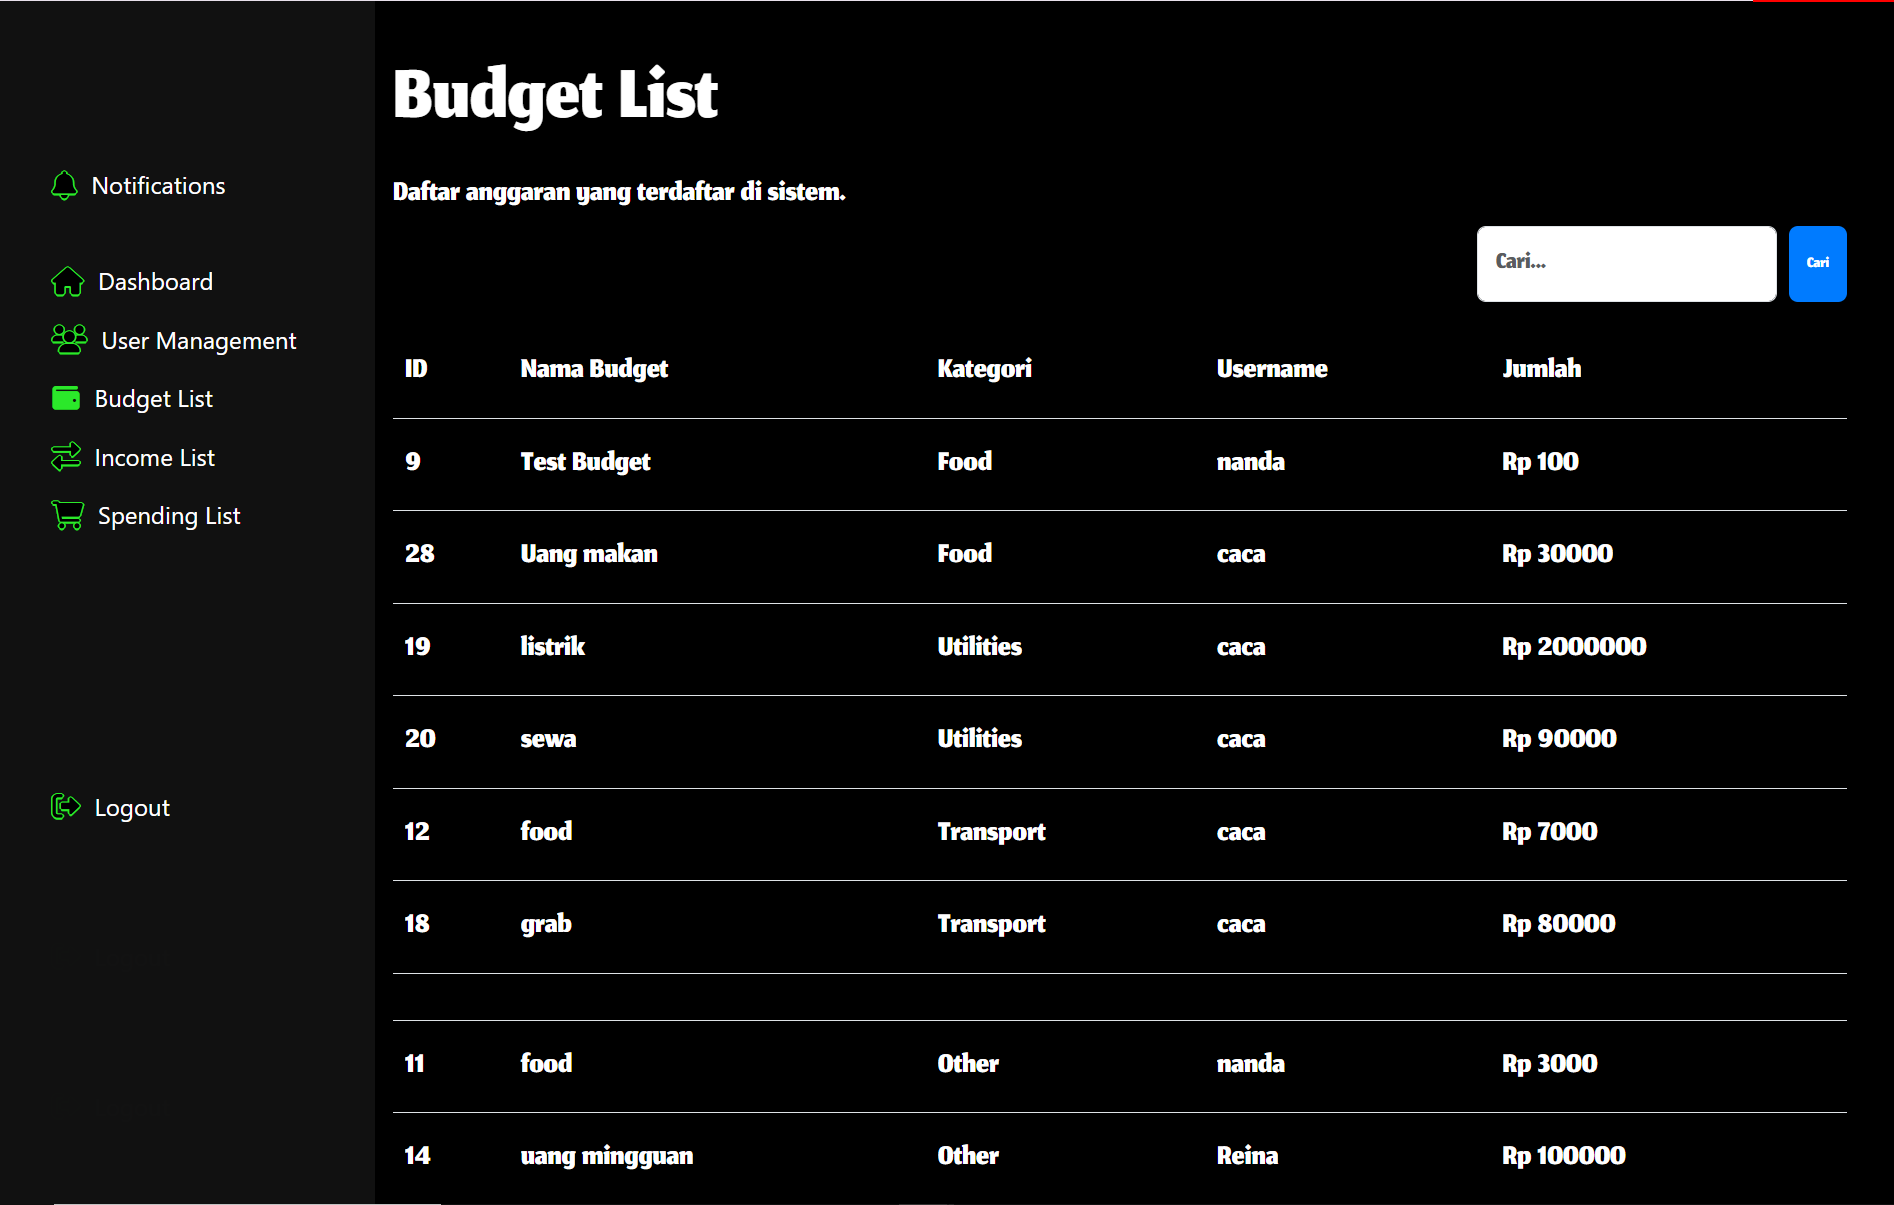 Notifications
Dashboard
User Management
Budget List
Income List
Spending List
Logout
Budget List
Daftar anggaran yang terdaftar di sistem.
Cari... Cari
ID Nama Budget Kategori Username Jumlah
9 Test Budget Food nanda Rp 100
28 Uang makan Food caca Rp 30000
19 listrik Utilities caca Rp 2000000
20 sewa Utilities caca Rp 90000
12 food Transport caca Rp 7000
18 grab Transport caca Rp 80000
11 food Other nanda Rp 3000
14 uang mingguan Other Reina Rp 100000